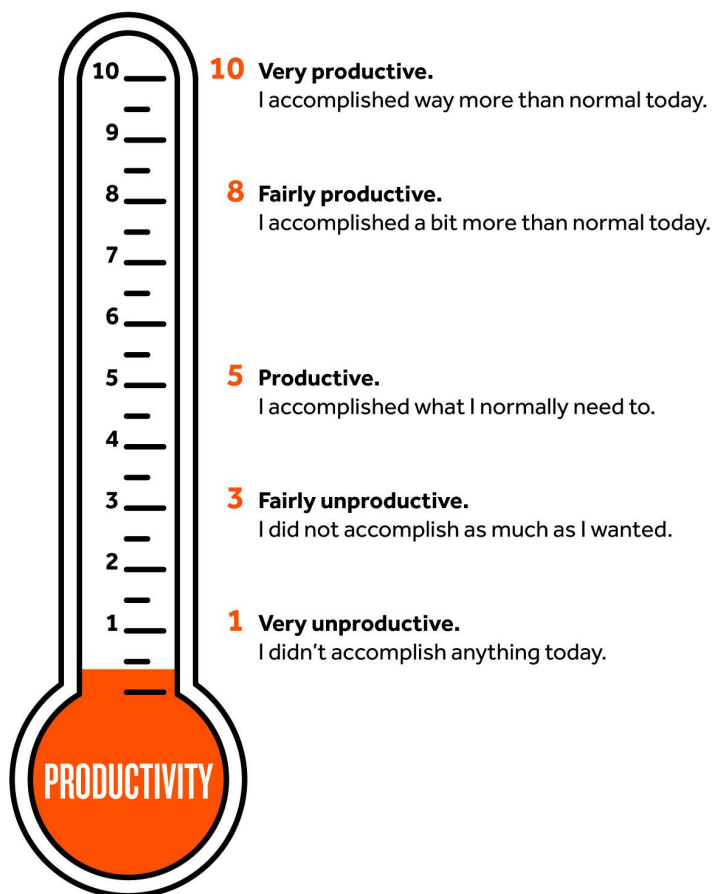 10
9
8
7
6
5
4
3
2
1
PRODUCTIVITY
10 Very productive.
I accomplished way more than normal today.
8 Fairly productive.
I accomplished a bit more than normal today.
5 Productive.
I accomplished what I normally need to.
3 Fairly unproductive.
I did not accomplish as much as I wanted.
1 Very unproductive.
I didn't accomplish anything today.